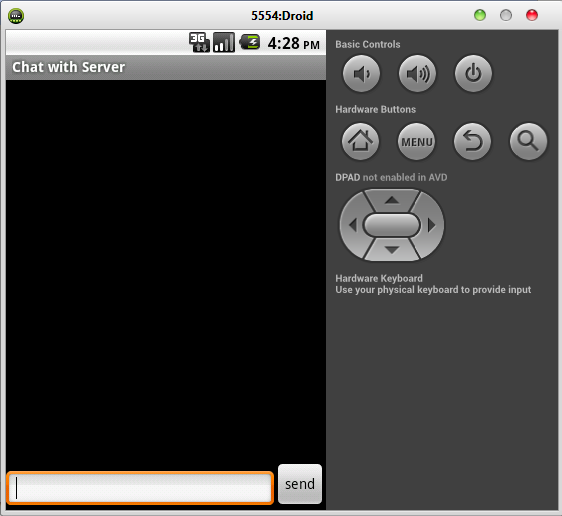 5554:Droid
3G
4:28 PM
Chat with Server
send
Basic Controls
Hardware Buttons
MENU
DPAD not enabled in AVD
Hardware Keyboard
Use your physical keyboard to provide input